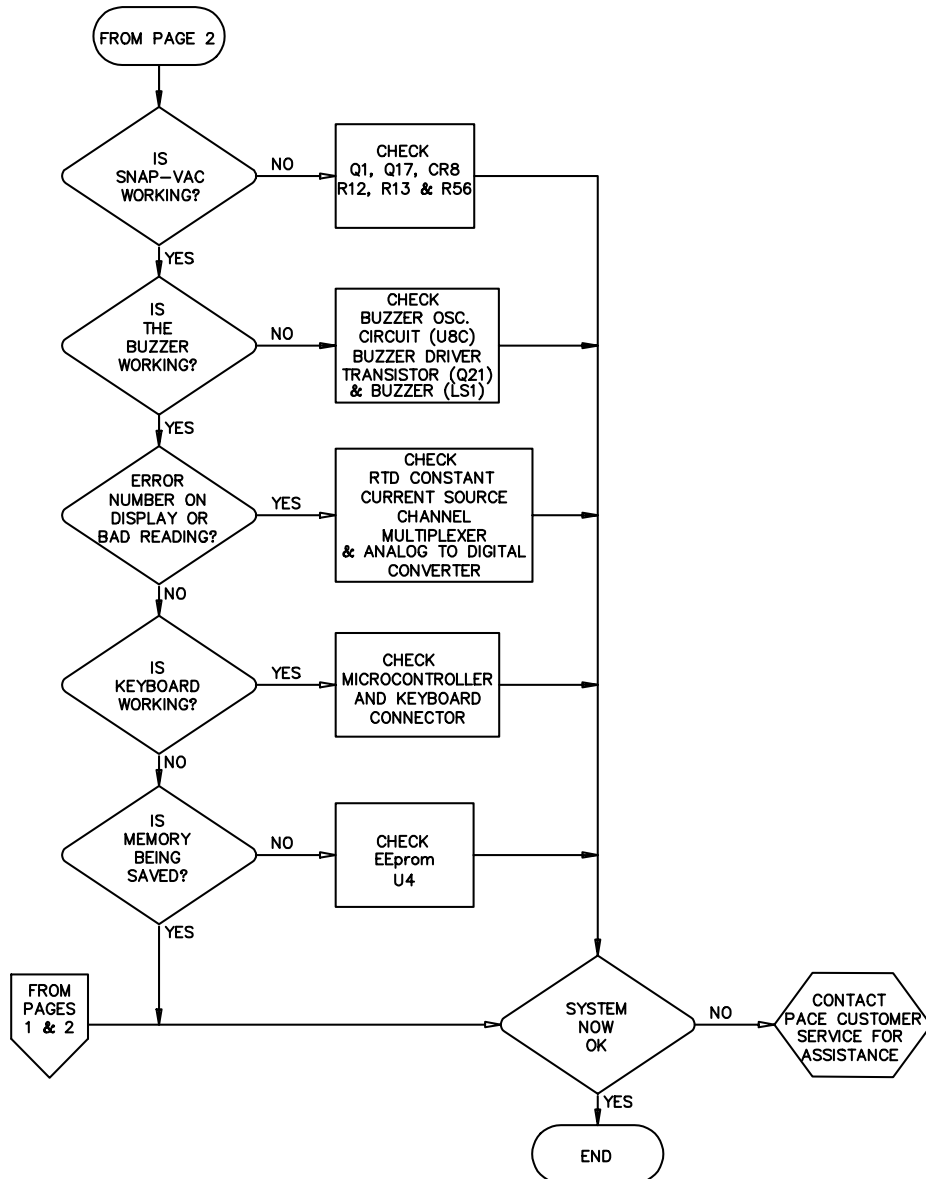 FROM PAGE 2
IS
SNAP-VAC
WORKING?
NO
CHECK
Q1, Q17, CR8
R12, R13 & R56
YES
IS
THE
BUZZER
WORKING?
NO
CHECK
BUZZER OSC.
CIRCUIT (U8C)
BUZZER DRIVER
TRANSISTOR (Q21)
& BUZZER (LS1)
YES
ERROR
NUMBER ON
DISPLAY OR
BAD READING?
YES
CHECK
RTD CONSTANT
CURRENT SOURCE
CHANNEL
MULTIPLEXER
& ANALOG TO DIGITAL
CONVERTER
NO
IS
KEYBOARD
WORKING?
YES
CHECK
MICROCONTROLLER
AND KEYBOARD
CONNECTOR
NO
IS
MEMORY
BEING
SAVED?
NO
CHECK
EEprom
U4
YES
FROM
PAGES
1 & 2
SYSTEM
NOW
OK
NO
CONTACT
PACE CUSTOMER
SERVICE FOR
ASSISTANCE
YES
END